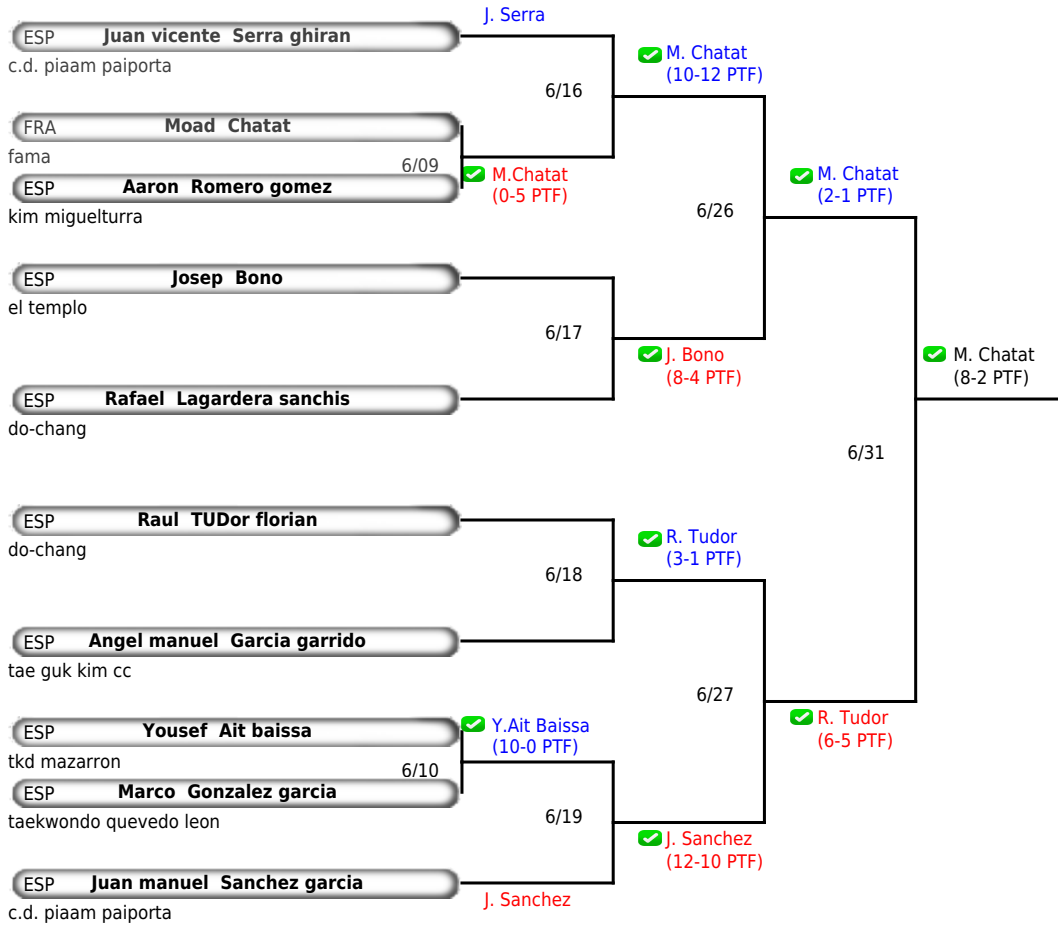 J. Serra
ESP Juan vicente Serra ghiran
c.d. piaam paiporta
M. Chatat
(10-12 PTF)
6/16
FRA Moad Chatat
fama
6/09
M.Chatat
(0-5 PTF)
ESP Aaron Romero gomez
kim miguelturra
M. Chatat
(2-1 PTF)
6/26
ESP Josep Bono
el templo
6/17
J. Bono
(8-4 PTF)
M. Chatat
(8-2 PTF)
ESP Rafael Lagardera sanchis
do-chang
6/31
ESP Raul TUDor florian
do-chang
R. Tudor
(3-1 PTF)
6/18
ESP Angel manuel Garcia garrido
tae guk kim cc
6/27
R. Tudor
(6-5 PTF)
ESP Yousef Ait baissa
tkd mazarron
Y.Ait Baissa
(10-0 PTF)
6/10
ESP Marco Gonzalez garcia
taekwondo quevedo leon
6/19
J. Sanchez
(12-10 PTF)
ESP Juan manuel Sanchez garcia
c.d. piaam paiporta
J. Sanchez